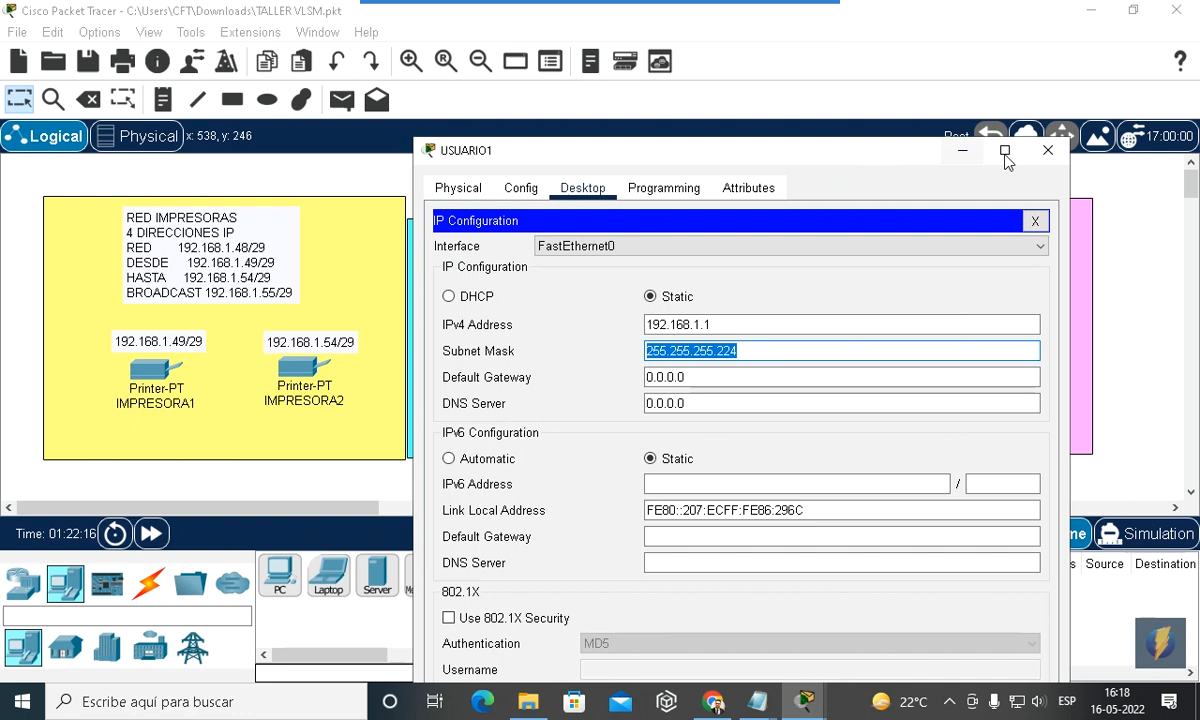 Cisco Packet Tracer - C:\Users\CFT\Downloads\TALLER VLSM.pkt
File Edit Options View Tools Extensions Window Help
Logical Physical x: 538, y: 246 17:00:00
USUARIO1
Physical Config Desktop Programming Attributes
IP Configuration X
Interface FastEthernet0
IP Configuration
DHCP Static
IPv4 Address 192.168.1.1
Subnet Mask 255.255.255.224
Default Gateway 0.0.0.0
DNS Server 0.0.0.0
IPv6 Configuration
Automatic Static
IPv6 Address /
Link Local Address FE80::207:ECFF:FE86:296C
Default Gateway
DNS Server
802.1X
Use 802.1X Security
Authentication MD5
Username
RED IMPRESORAS
4 DIRECCIONES IP
RED 192.168.1.48/29
DESDE 192.168.1.49/29
HASTA 192.168.1.54/29
BROADCAST 192.168.1.55/29
192.168.1.49/29
Printer-PT
IMPRESORA1
192.168.1.54/29
Printer-PT
IMPRESORA2
Time: 01:22:16
me Simulation
s Source Destination
PC Laptop Server
Escribe aquí para buscar
22°C ESP
16:18
16-05-2022